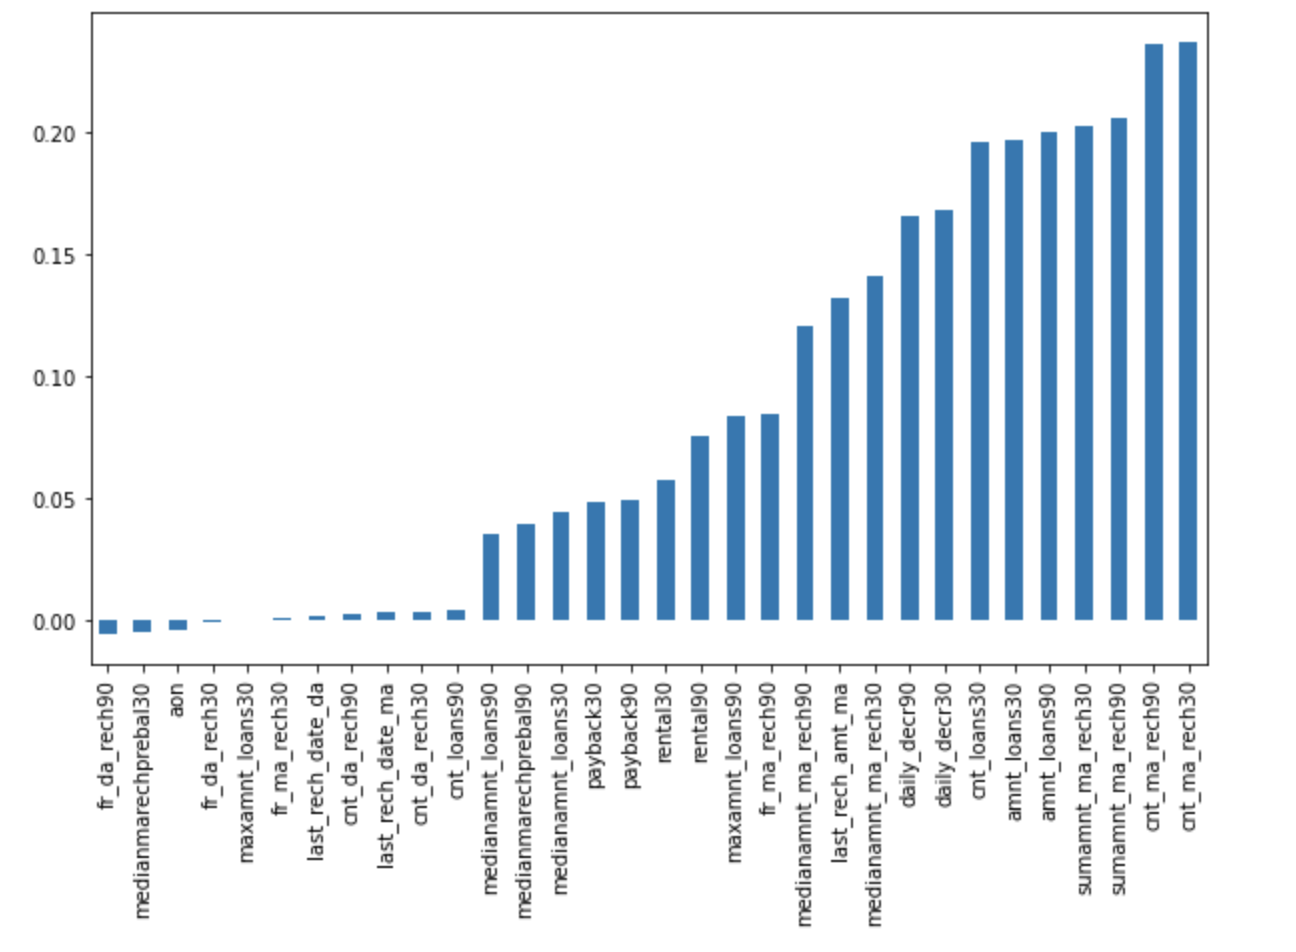 0.20
0.15
0.10
0.05
0.00
fr_da_rech90
medianmarechprebal30
aon
fr_da_rech30
maxamnt_loans30
fr_ma_rech30
last_rech_date_da
cnt_da_rech90
last_rech_date_ma
cnt_da_rech30
cnt_loans90
medianamnt_loans90
medianmarechprebal90
medianamnt_loans30
payback30
payback90
rental30
rental90
maxamnt_loans90
fr_ma_rech90
medianamnt_ma_rech90
last_rech_amt_ma
medianamnt_ma_rech30
daily_decr90
daily_decr30
cnt_loans30
amnt_loans30
amnt_loans90
sumamnt_ma_rech30
sumamnt_ma_rech90
cnt_ma_rech90
cnt_ma_rech30